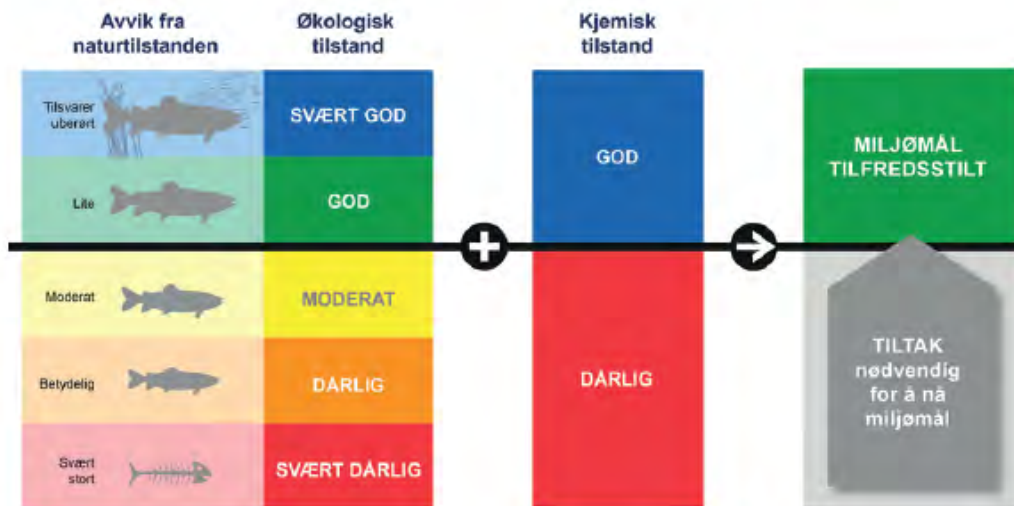 Avvik fra
naturtilstanden
Økologisk
tilstand
Kjemisk
tilstand
Tilsvarer
uberørt
SVÆRT GOD
Lite
GOD
GOD
MILJØMÅL
TILFREDSSTILT
Moderat
MODERAT
Betydelig
DÅRLIG
DÅRLIG
Svært
stort
SVÆRT DÅRLIG
TILTAK
nødvendig
for å nå
miljømål